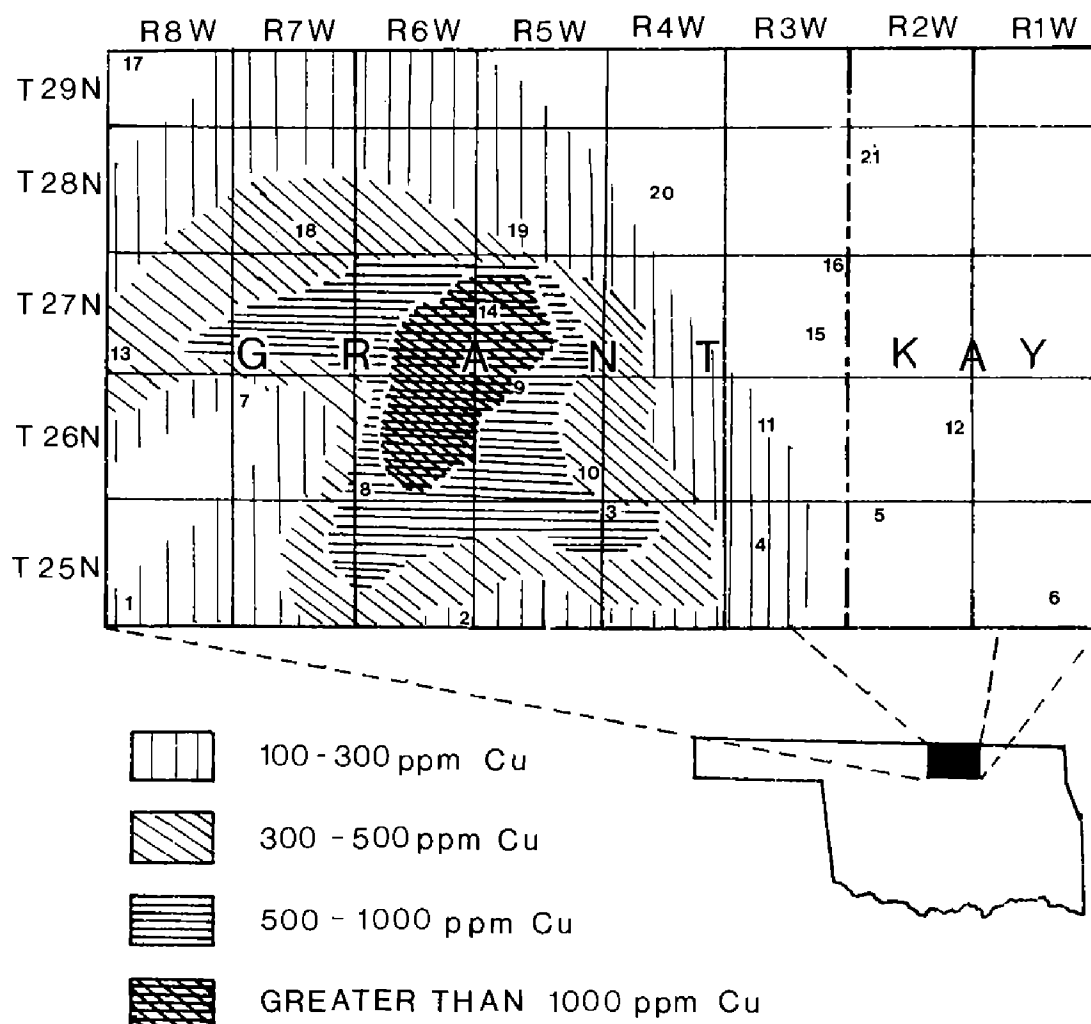 R8W R7W R6W R5W R4W R3W R2W R1W
T29N 17
T28N 21
20
18 19
16
T27N 14
15
13 G R A N T K A Y
7 9
T26N 11 12
8 10
3 5
T25N 4
1 2 6
100-300 ppm Cu
300-500 ppm Cu
500-1000 ppm Cu
GREATER THAN 1000 ppm Cu